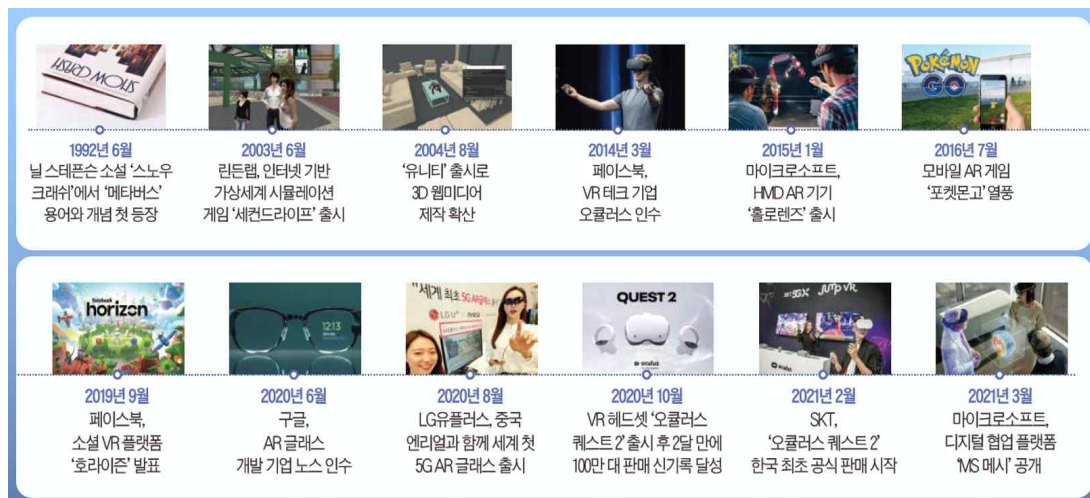 SNOW CRASH
POKÉMON
GO
1992년 6월
닐 스테픈슨 소설 ‘스노우
크래쉬’에서 ‘메타버스’
용어와 개념 첫 등장
2003년 6월
린든랩, 인터넷 기반
가상세계 시뮬레이션
게임 ‘세컨드라이프’ 출시
2004년 8월
‘유니티’ 출시로
3D 웹미디어
제작 확산
2014년 3월
페이스북,
VR 테크 기업
오큘러스 인수
2015년 1월
마이크로소프트,
HMD AR 기기
‘홀로렌즈’ 출시
2016년 7월
모바일 AR 게임
‘포켓몬고’ 열풍
facebook
horizon
12:13
"세계 최초 5G AR글래스
LG U+
QUEST 2
oculus
5GX JUMP VR
oculus
2019년 9월
페이스북,
소셜 VR 플랫폼
‘호라이즌’ 발표
2020년 6월
구글,
AR 글래스
개발 기업 노스 인수
2020년 8월
LG유플러스, 중국
엔리얼과 함께 세계 첫
5G AR 글래스 출시
2020년 10월
VR 헤드셋 ‘오큘러스
퀘스트 2’ 출시 후 2달 만에
100만 대 판매 신기록 달성
2021년 2월
SKT,
‘오큘러스 퀘스트 2’
한국 최초 공식 판매 시작
2021년 3월
마이크로소프트,
디지털 협업 플랫폼
‘MS 메시’ 공개